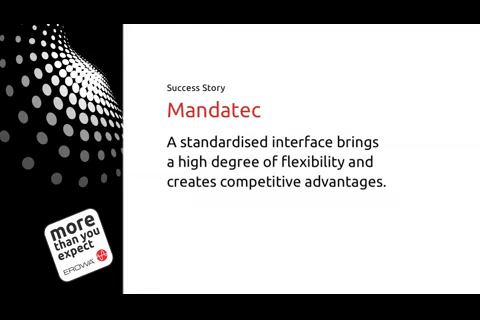 Success Story
Mandatec
A standardised interface brings
a high degree of flexibility and
creates competitive advantages.
more
than you
expect
EROWA